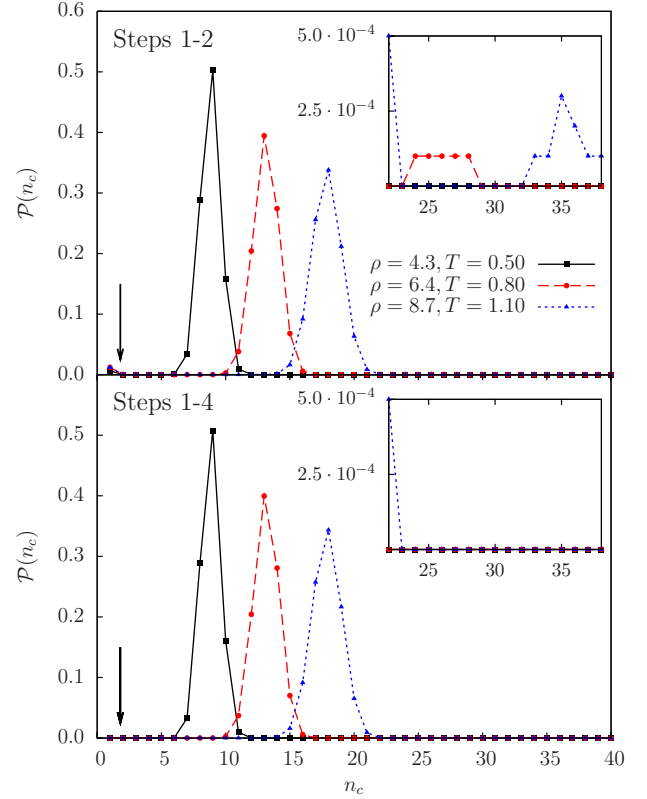 0.6
Steps 1-2
5.0 · 10⁻⁴
0.5
2.5 · 10⁻⁴
0.4
25 30 35
0.3
P(n_c)
ρ = 4.3, T = 0.50
ρ = 6.4, T = 0.80
0.2
ρ = 8.7, T = 1.10
0.1
0.0
Steps 1-4
5.0 · 10⁻⁴
0.5
2.5 · 10⁻⁴
0.4
25 30 35
0.3
P(n_c)
0.2
0.1
0.0
0 5 10 15 20 25 30 35 40
n_c